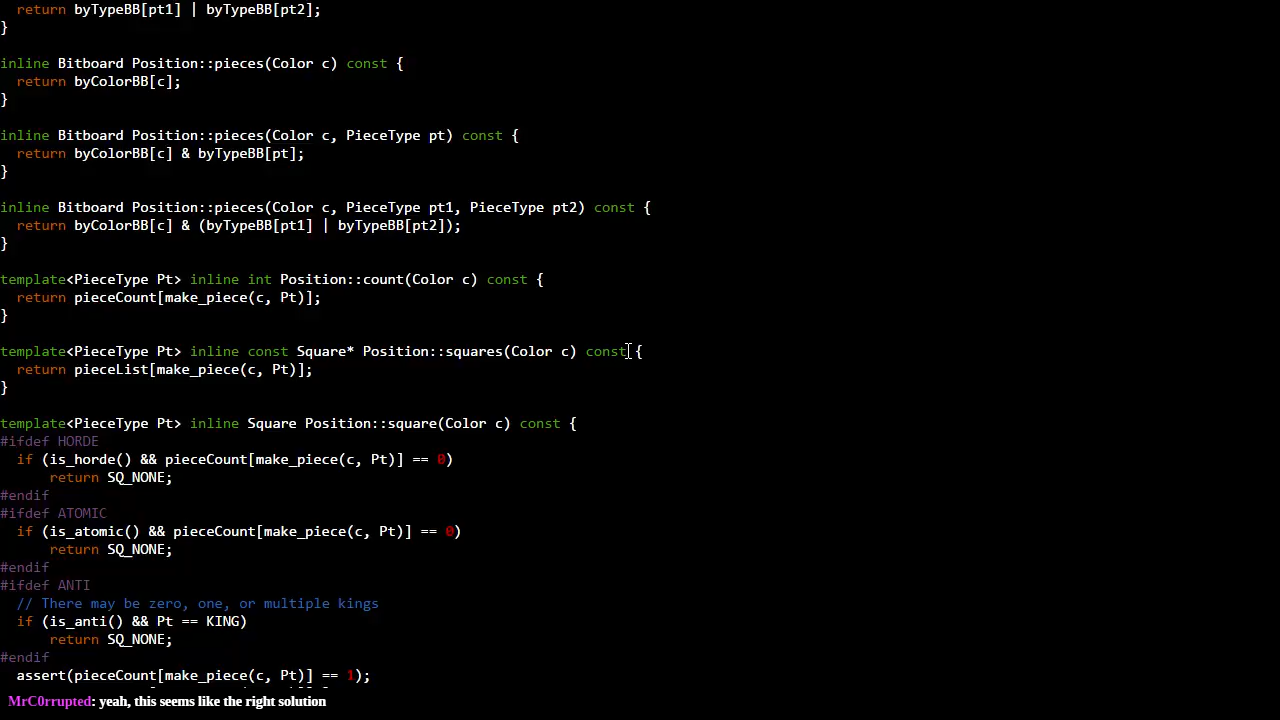 return byTypeBB[pt1] | byTypeBB[pt2];
}

inline Bitboard Position::pieces(Color c) const {
  return byColorBB[c];
}

inline Bitboard Position::pieces(Color c, PieceType pt) const {
  return byColorBB[c] & byTypeBB[pt];
}

inline Bitboard Position::pieces(Color c, PieceType pt1, PieceType pt2) const {
  return byColorBB[c] & (byTypeBB[pt1] | byTypeBB[pt2]);
}

template<PieceType Pt> inline int Position::count(Color c) const {
  return pieceCount[make_piece(c, Pt)];
}

template<PieceType Pt> inline const Square* Position::squares(Color c) const {
  return pieceList[make_piece(c, Pt)];
}

template<PieceType Pt> inline Square Position::square(Color c) const {
#ifdef HORDE
  if (is_horde() && pieceCount[make_piece(c, Pt)] == 0)
      return SQ_NONE;
#endif
#ifdef ATOMIC
  if (is_atomic() && pieceCount[make_piece(c, Pt)] == 0)
      return SQ_NONE;
#endif
#ifdef ANTI
  // There may be zero, one, or multiple kings
  if (is_anti() && Pt == KING)
      return SQ_NONE;
#endif
  assert(pieceCount[make_piece(c, Pt)] == 1);
MrC0rrupted: yeah, this seems like the right solution